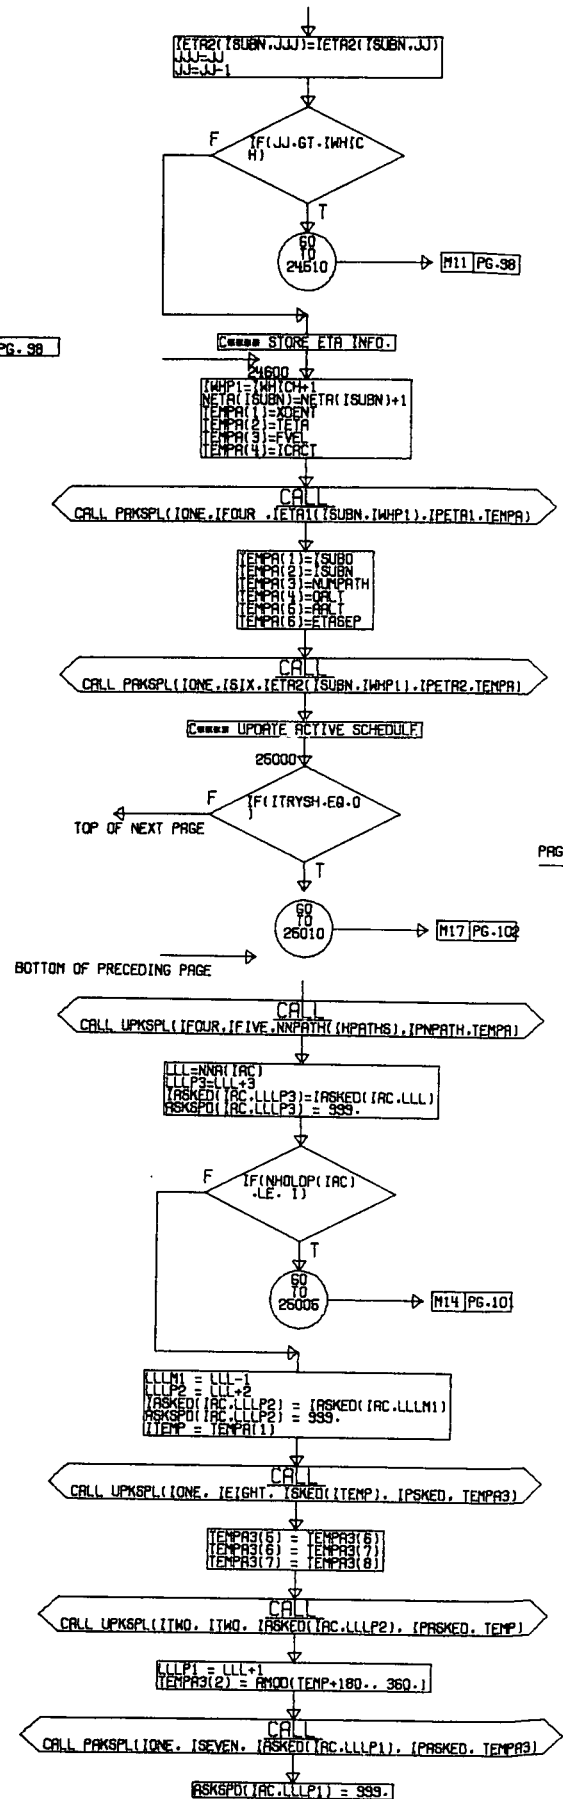 IETA2(ISUBN,JJJ)=IETA2(ISUBN,JJ)
JJJ=JJ
JJ=JJ-1
F
IF(JJ.GT.IWHIC
H)
T
GO
TO
24610
M11 PG.98
PG. 98
C**** STORE ETA INFO.
24600
IWHP1=IWHICH+1
NETA(ISUBN)=NETA(ISUBN)+1
TEMPA(1)=XDENT
TEMPA(2)=TETA
TEMPA(3)=FVEL
TEMPA(4)=ICACT
CALL
CALL PAKSPL(IONE,IFOUR ,IETA1(ISUBN,IWHP1),IPETA1,TEMPA)
TEMPA(1)=ISUBO
TEMPA(2)=ISUBN
TEMPA(3)=NUMPATH
TEMPA(4)=OALT
TEMPA(5)=AALT
TEMPA(6)=ETASEP
CALL
CALL PAKSPL(IONE,ISIX,IETA2(ISUBN,IWHP1),IPETA2,TEMPA)
C**** UPDATE ACTIVE SCHEDULE
25000
F
IF(ITRYSH.EQ.0
)
TOP OF NEXT PAGE
PAG
T
GO
TO
25010
M17 PG.102
BOTTOM OF PRECEDING PAGE
CALL
CALL UPKSPL(IFOUR,IFIVE,NNPATH(IHPATHS),IPNPATH,TEMPA)
LLL=NNA(IAC)
LLLP3=LLL+3
IASKED(IAC,LLLP3)=IASKED(IAC,LLL)
ASKSPD(IAC,LLLP3) = 999.
F
IF(NHOLDP(IAC)
.LE. 1)
T
GO
TO
25005
M14 PG.101
LLLM1 = LLL-1
LLLP2 = LLL+2
IASKED(IAC,LLLP2) = IASKED(IAC,LLLM1)
ASKSPD(IAC,LLLP2) = 999.
ITEMP = TEMPA(1)
CALL
CALL UPKSPL(IONE, IEIGHT, ISKED(ITEMP), IPSKED, TEMPA3)
TEMPA3(5) = TEMPA3(6)
TEMPA3(6) = TEMPA3(7)
TEMPA3(7) = TEMPA3(8)
CALL
CALL UPKSPL(ITWO, ITWO, IASKED(IAC,LLLP2), IPASKED, TEMP)
LLLP1 = LLL+1
TEMPA3(2) = AMOD(TEMP+180., 360.)
CALL
CALL PAKSPL(IONE, ISEVEN, IASKED(IAC,LLLP1), IPASKED, TEMPA3)
ASKSPD(IAC,LLLP1) = 999.